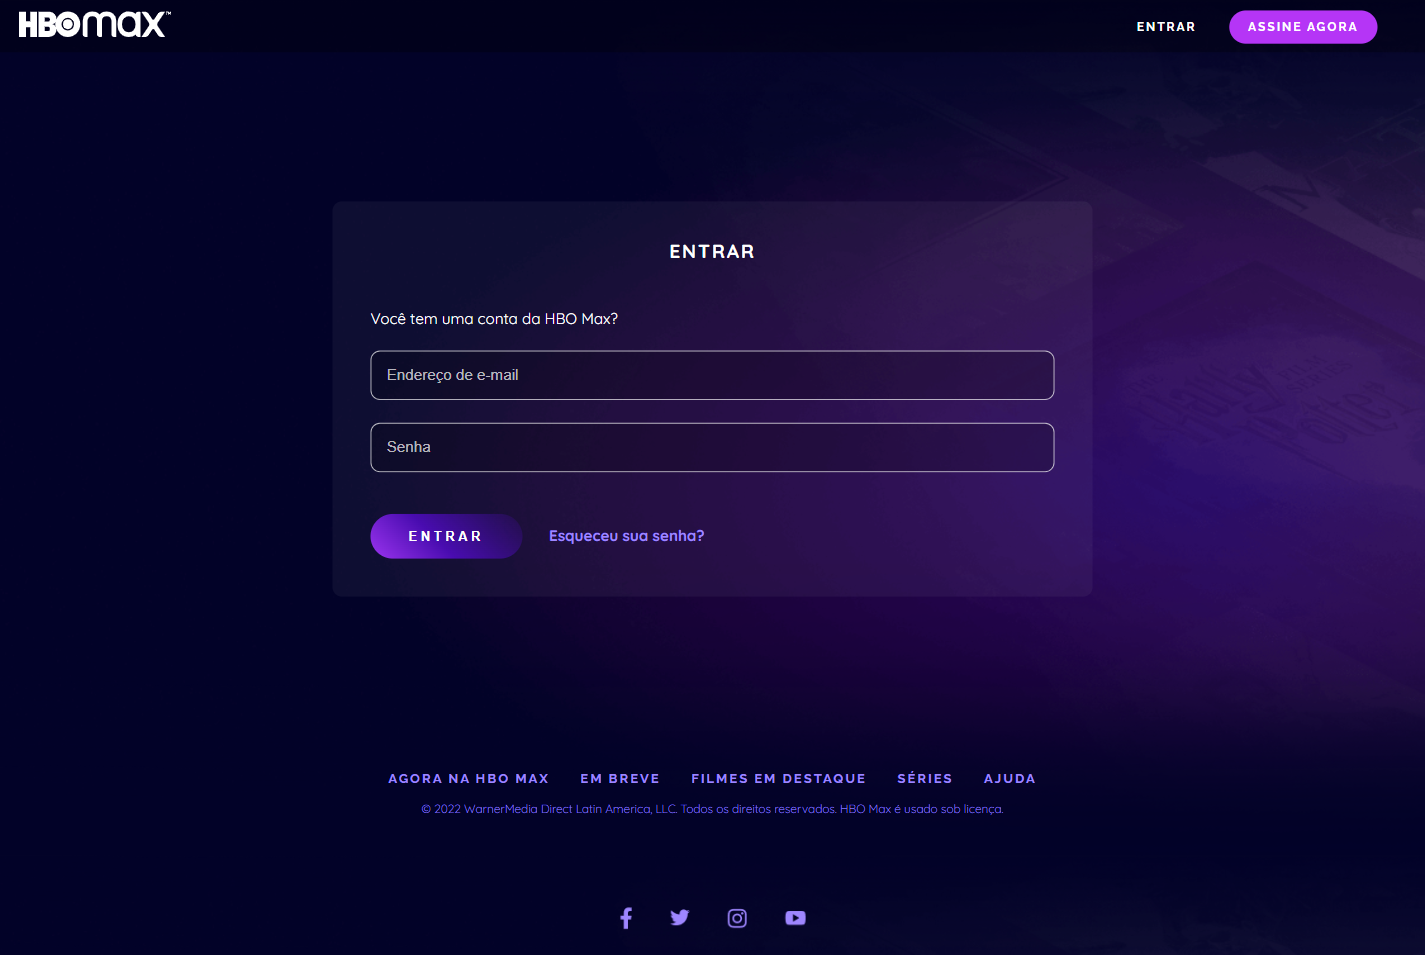 HBOmax™
ENTRAR
ASSINE AGORA
ENTRAR
Você tem uma conta da HBO Max?
Endereço de e-mail
Senha
ENTRAR
Esqueceu sua senha?
AGORA NA HBO MAX
EM BREVE
FILMES EM DESTAQUE
SÉRIES
AJUDA
© 2022 WarnerMedia Direct Latin America, LLC. Todos os direitos reservados. HBO Max é usado sob licença.